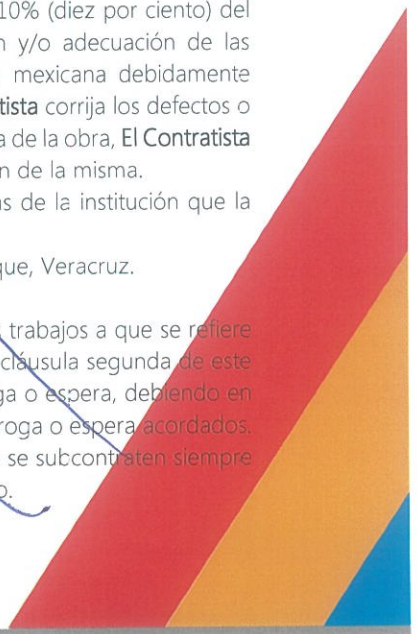 10% (diez por ciento) del
y/o adecuación de las
mexicana debidamente
tista corrija los defectos o
a de la obra, El Contratista
n de la misma.
as de la institución que la
que, Veracruz.
trabajos a que se refiere
cláusula segunda de este
ga o espera, debiendo en
roga o espera acordados.
se subcontraten siempre
o.